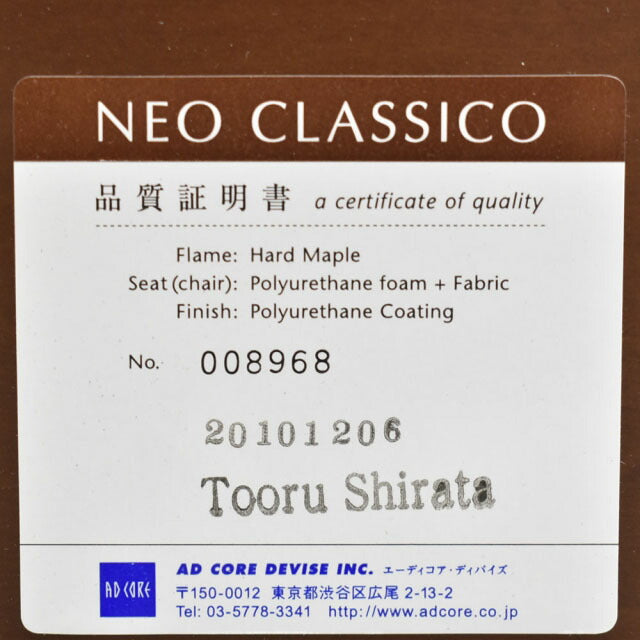 NEO CLASSICO
品質証明書 a certificate of quality
Flame: Hard Maple
Seat (chair): Polyurethane foam + Fabric
Finish: Polyurethane Coating
No. 008968
20101206
Tooru Shirata
AD CORE AD CORE DEVISE INC. エーディコア・ディバイズ
〒150-0012 東京都渋谷区広尾 2-13-2
Tel: 03-5778-3341 http://www.adcore.co.jp